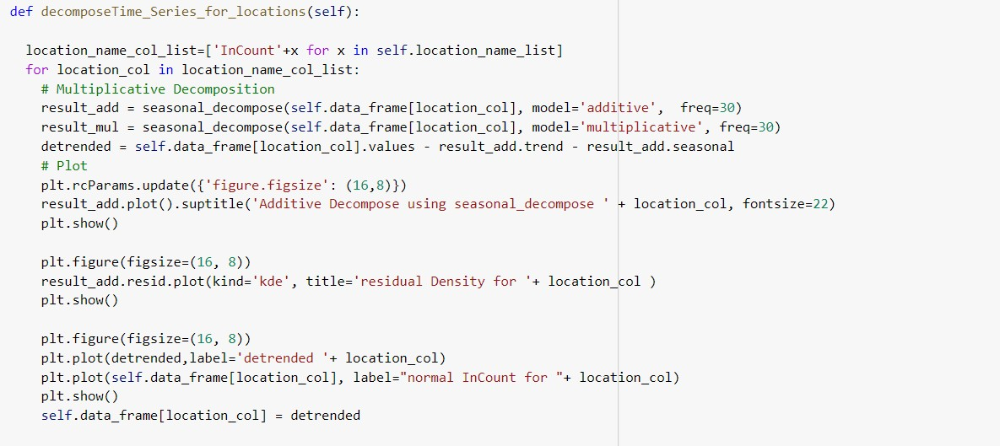 def decomposeTime_Series_for_locations(self):
location_name_col_list=['InCount'+x for x in self.location_name_list]
for location_col in location_name_col_list:
# Multiplicative Decomposition
result_add = seasonal_decompose(self.data_frame[location_col], model='additive',  freq=30)
result_mul = seasonal_decompose(self.data_frame[location_col], model='multiplicative', freq=30)
detrended = self.data_frame[location_col].values - result_add.trend - result_add.seasonal
# Plot
plt.rcParams.update({'figure.figsize': (16,8)})
result_add.plot().suptitle('Additive Decompose using seasonal_decompose ' + location_col, fontsize=22)
plt.show()
plt.figure(figsize=(16, 8))
result_add.resid.plot(kind='kde', title='residual Density for '+ location_col )
plt.show()
plt.figure(figsize=(16, 8))
plt.plot(detrended,label='detrended '+ location_col)
plt.plot(self.data_frame[location_col], label="normal InCount for "+ location_col)
plt.show()
self.data_frame[location_col] = detrended